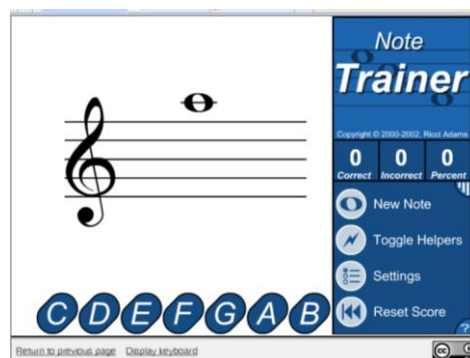 Note
Trainer
Copyright © 2000-2002, Ricci Adams
0 0 0
Correct Incorrect Percent
New Note
Toggle Helpers
Settings
Reset Score
C D E F G A B
?
Return to previous page Display keyboard
cc